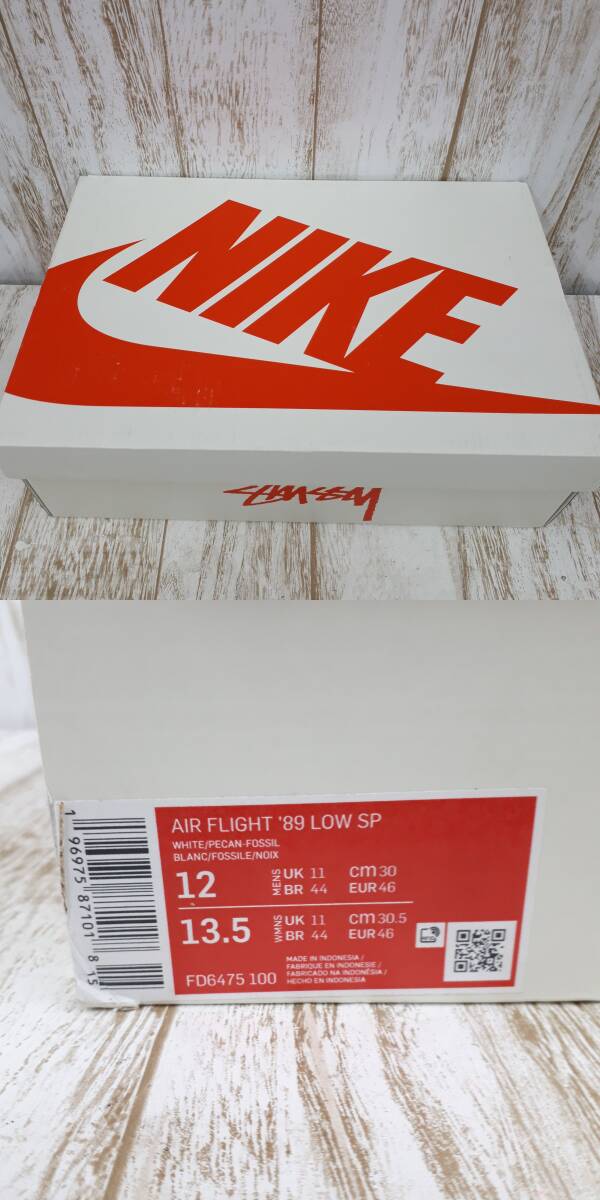 NIKE
Stussy
AIR FLIGHT '89 LOW SP
WHITE/PECAN-FOSSIL
BLANC/FOSSILE/NOIX
12 MENS UK 11 cm 30
BR 44 EUR 46
13.5 WMNS UK 11 cm 30.5
BR 44 EUR 46
FD6475 100
MADE IN INDONESIA /
FABRIQUE EN INDONESIE /
FABRICADO NA INDONÉSIA /
HECHO EN INDONESIA
1 96975 87101 8 15